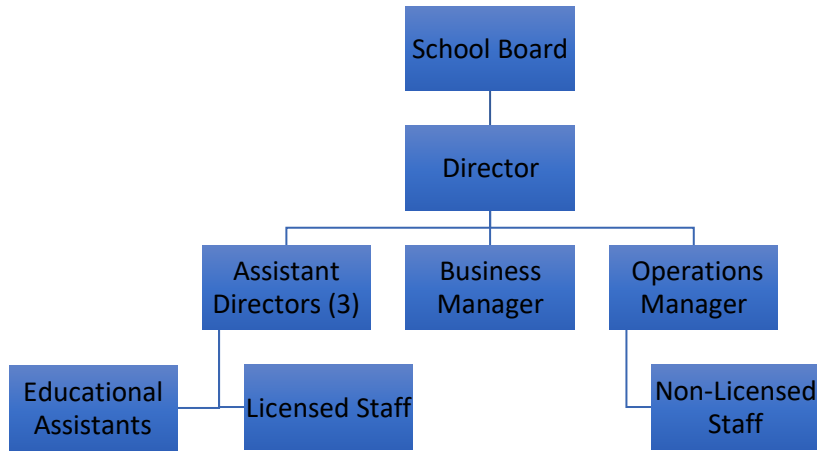 School Board
Director
Assistant
Directors (3)
Business
Manager
Operations
Manager
Educational
Assistants
Licensed Staff
Non-Licensed
Staff